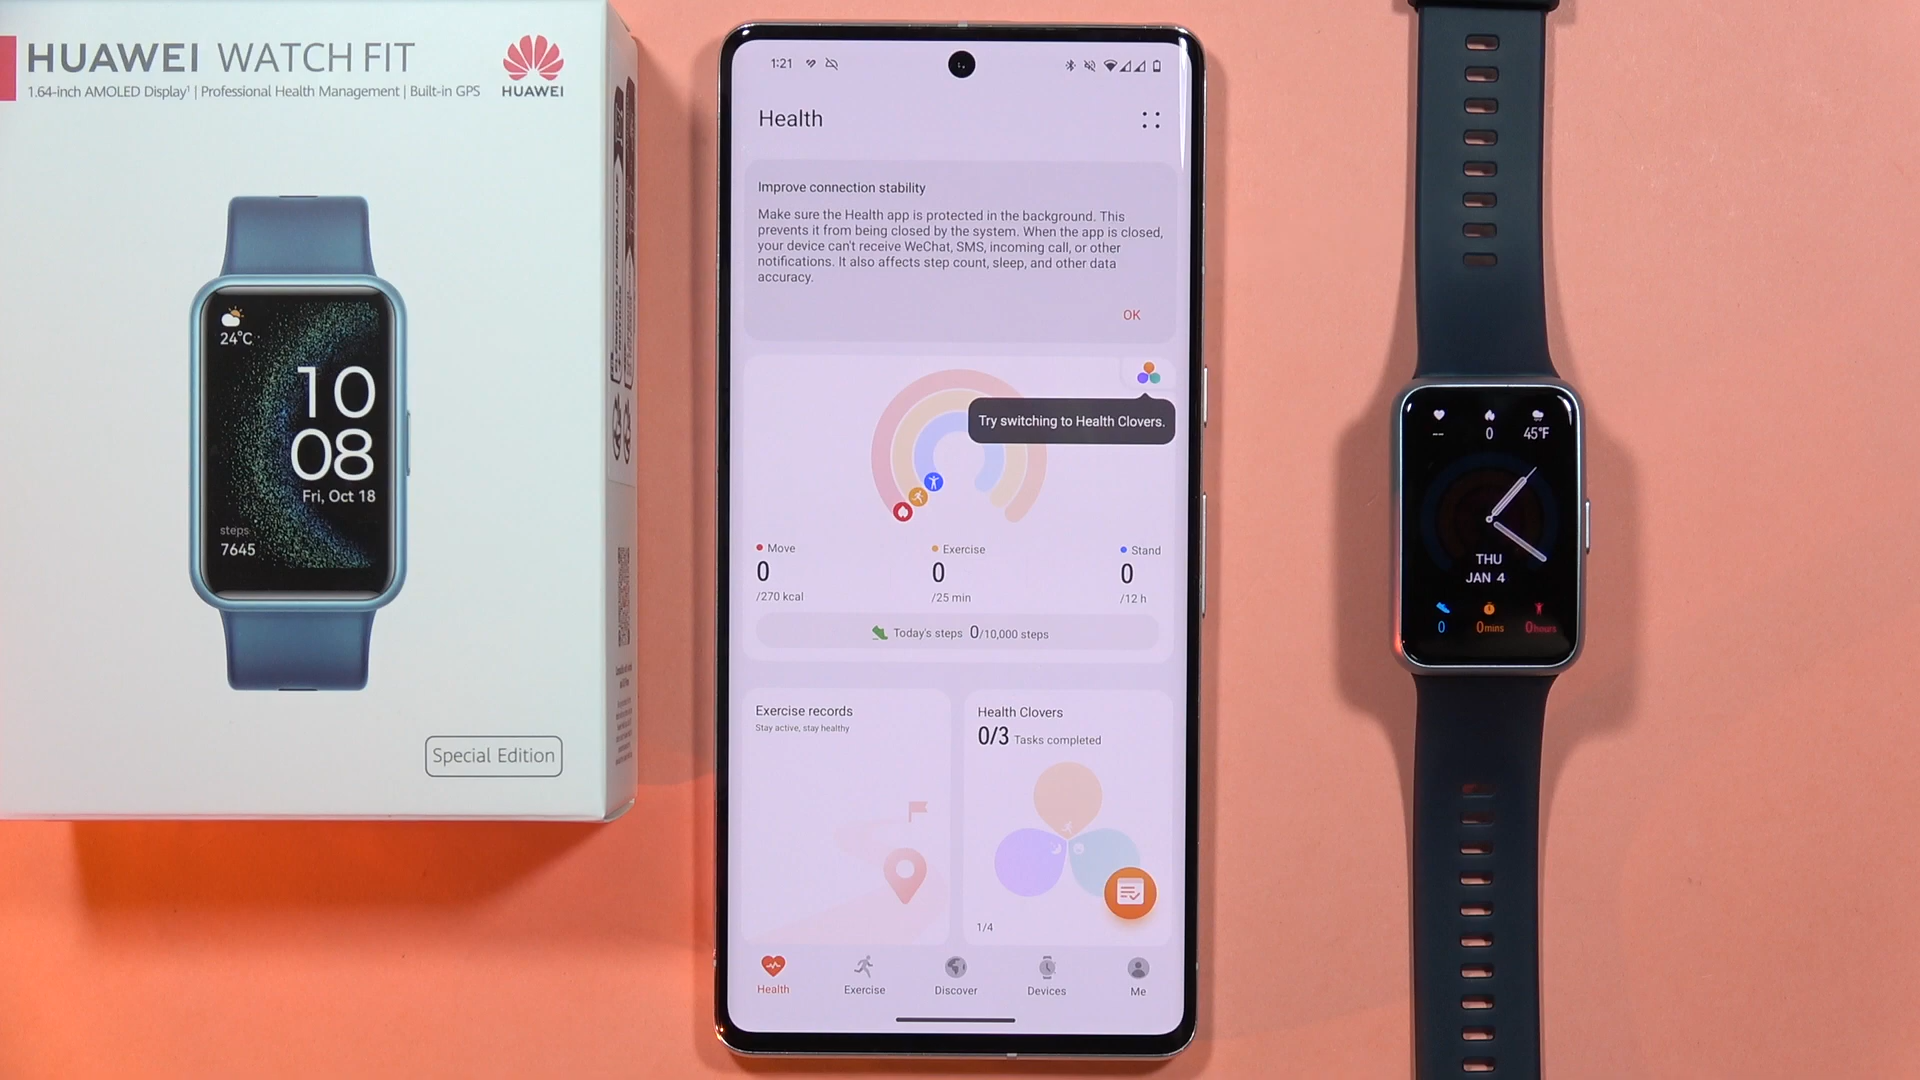 HUAWEI WATCH FIT
1.64-inch AMOLED Display¹ | Professional Health Management | Built-in GPS
HUAWEI
24°C
10
08
Fri, Oct 18
steps
7645
Special Edition
1:21
Health
Improve connection stability
Make sure the Health app is protected in the background. This
prevents it from being closed by the system. When the app is closed,
your device can't receive WeChat, SMS, incoming call, or other
notifications. It also affects step count, sleep, and other data
accuracy.
OK
Try switching to Health Clovers.
Move
0
/270 kcal
Exercise
0
/25 min
Stand
0
/12 h
Today's steps 0/10,000 steps
Exercise records
Stay active, stay healthy
Health Clovers
0/3 Tasks completed
1/4
Health
Exercise
Discover
Devices
Me
-- 0 45°F
THU
JAN 4
0 0mins 0hours